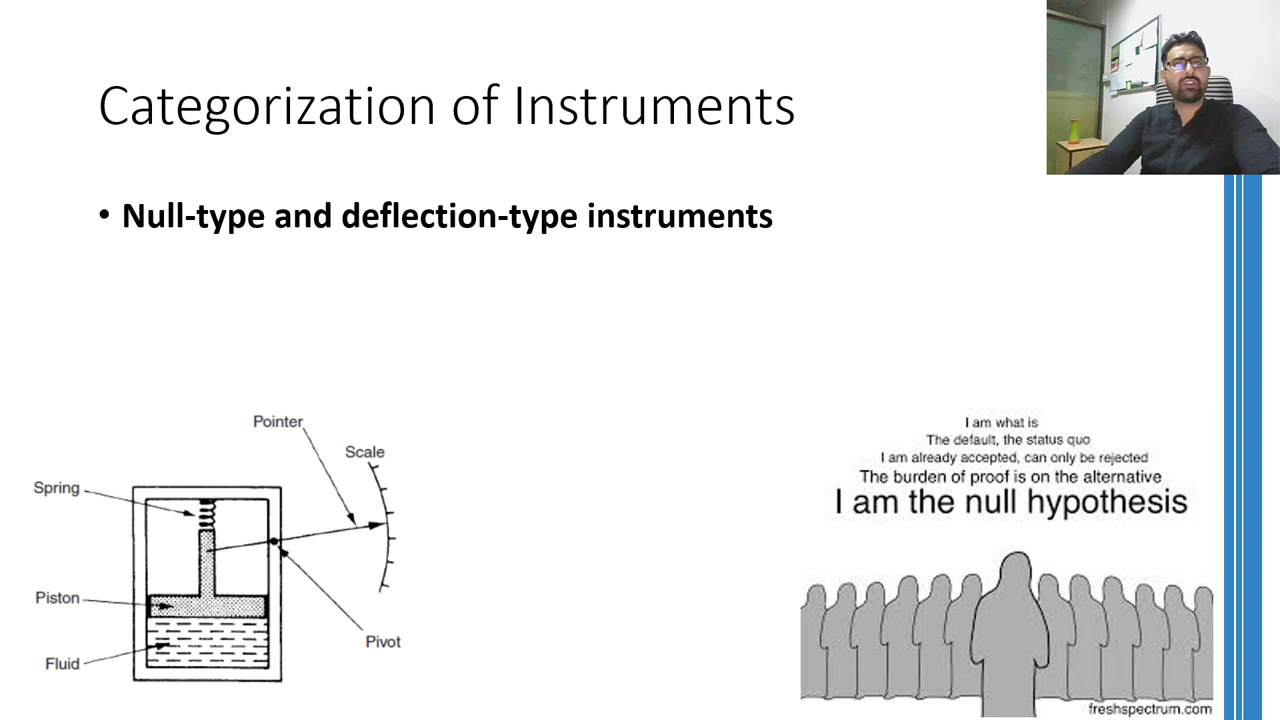 Categorization of Instruments
• Null-type and deflection-type instruments
Pointer
Scale
Spring
Piston
Pivot
Fluid
I am what is
The default, the status quo
I am already accepted, can only be rejected
The burden of proof is on the alternative
I am the null hypothesis
freshspectrum.com